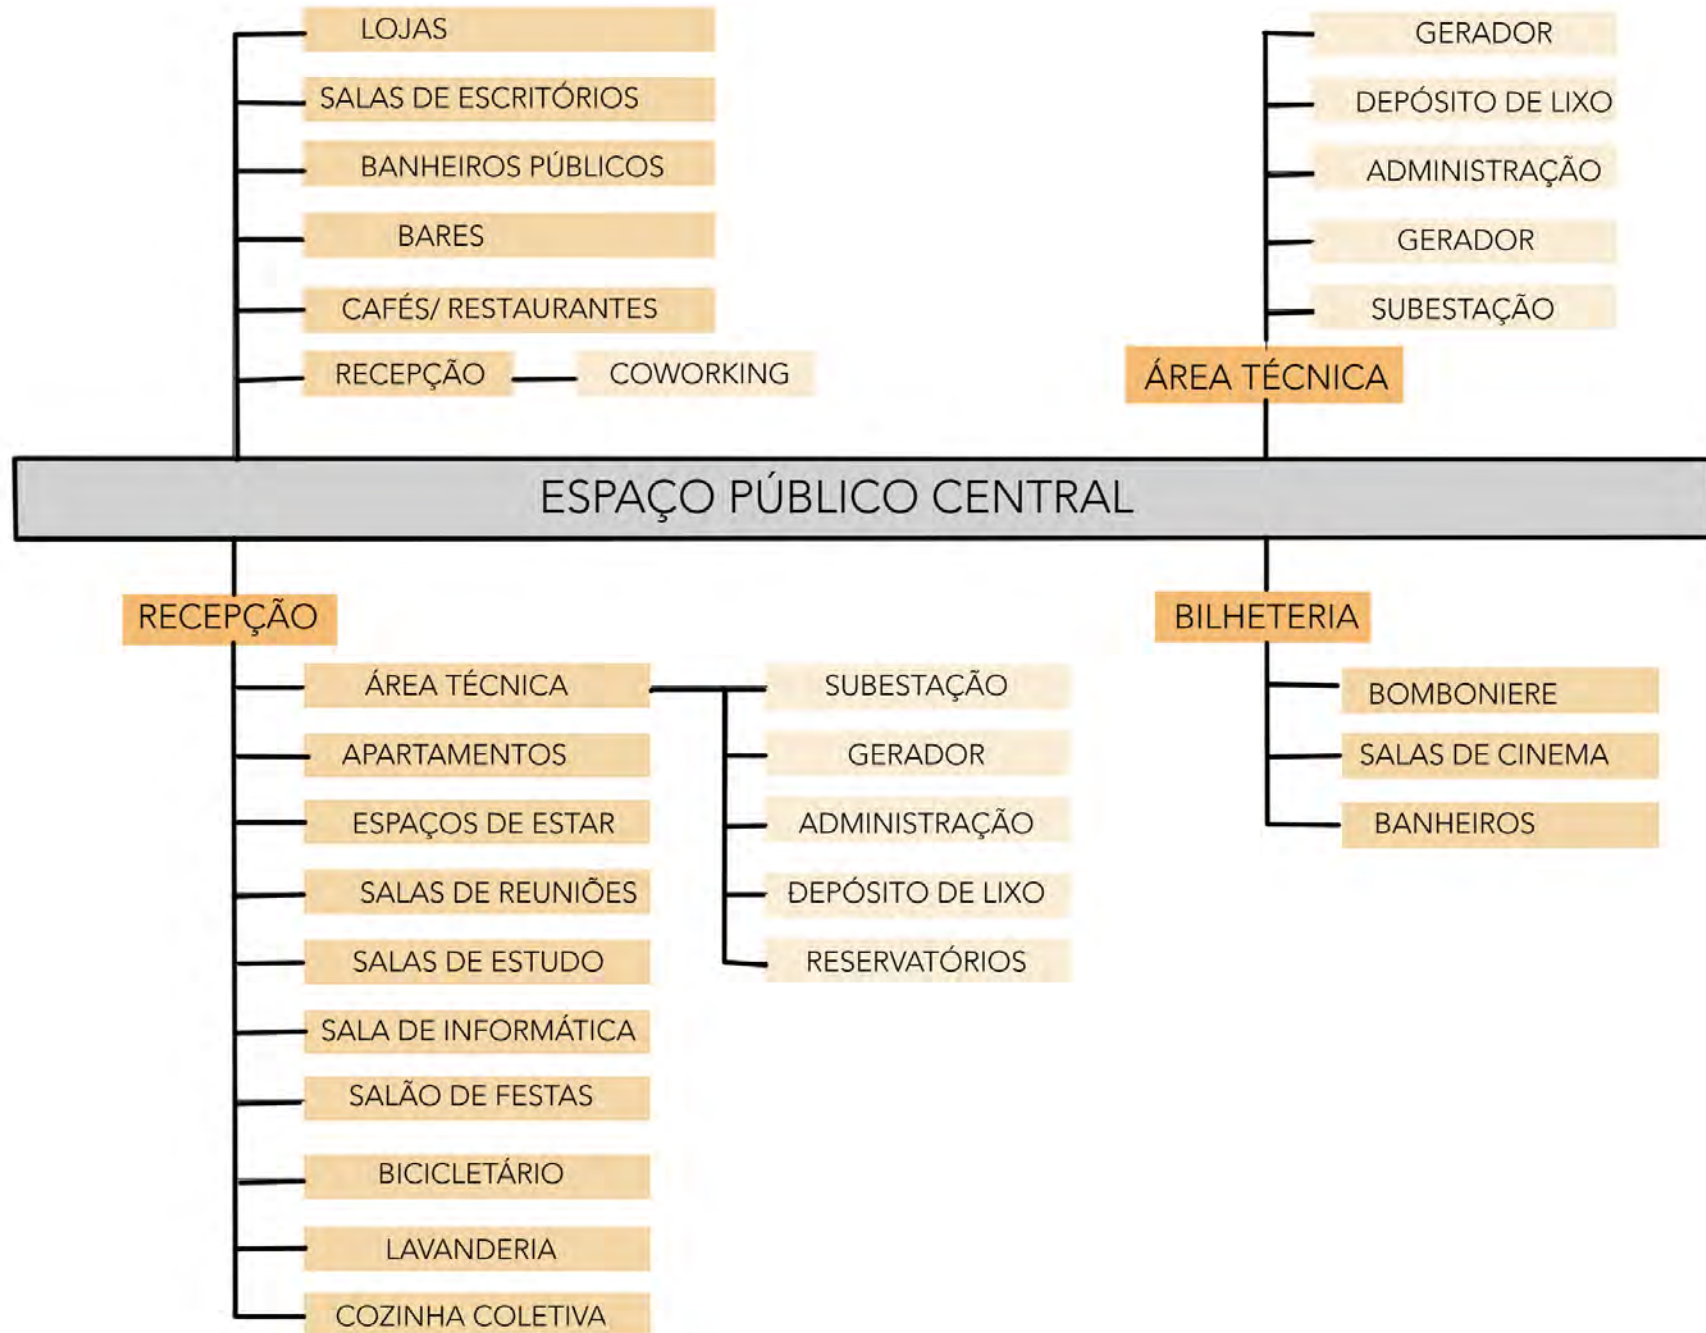 LOJAS
SALAS DE ESCRITÓRIOS
BANHEIROS PÚBLICOS
BARES
CAFÉS/ RESTAURANTES
RECEPÇÃO
COWORKING
GERADOR
DEPÓSITO DE LIXO
ADMINISTRAÇÃO
GERADOR
SUBESTAÇÃO
ÁREA TÉCNICA
ESPAÇO PÚBLICO CENTRAL
RECEPÇÃO
ÁREA TÉCNICA
APARTAMENTOS
ESPAÇOS DE ESTAR
SALAS DE REUNIÕES
SALAS DE ESTUDO
SALA DE INFORMÁTICA
SALÃO DE FESTAS
BICICLETÁRIO
LAVANDERIA
COZINHA COLETIVA
SUBESTAÇÃO
GERADOR
ADMINISTRAÇÃO
DEPÓSITO DE LIXO
RESERVATÓRIOS
BILHETERIA
BOMBONIERE
SALAS DE CINEMA
BANHEIROS